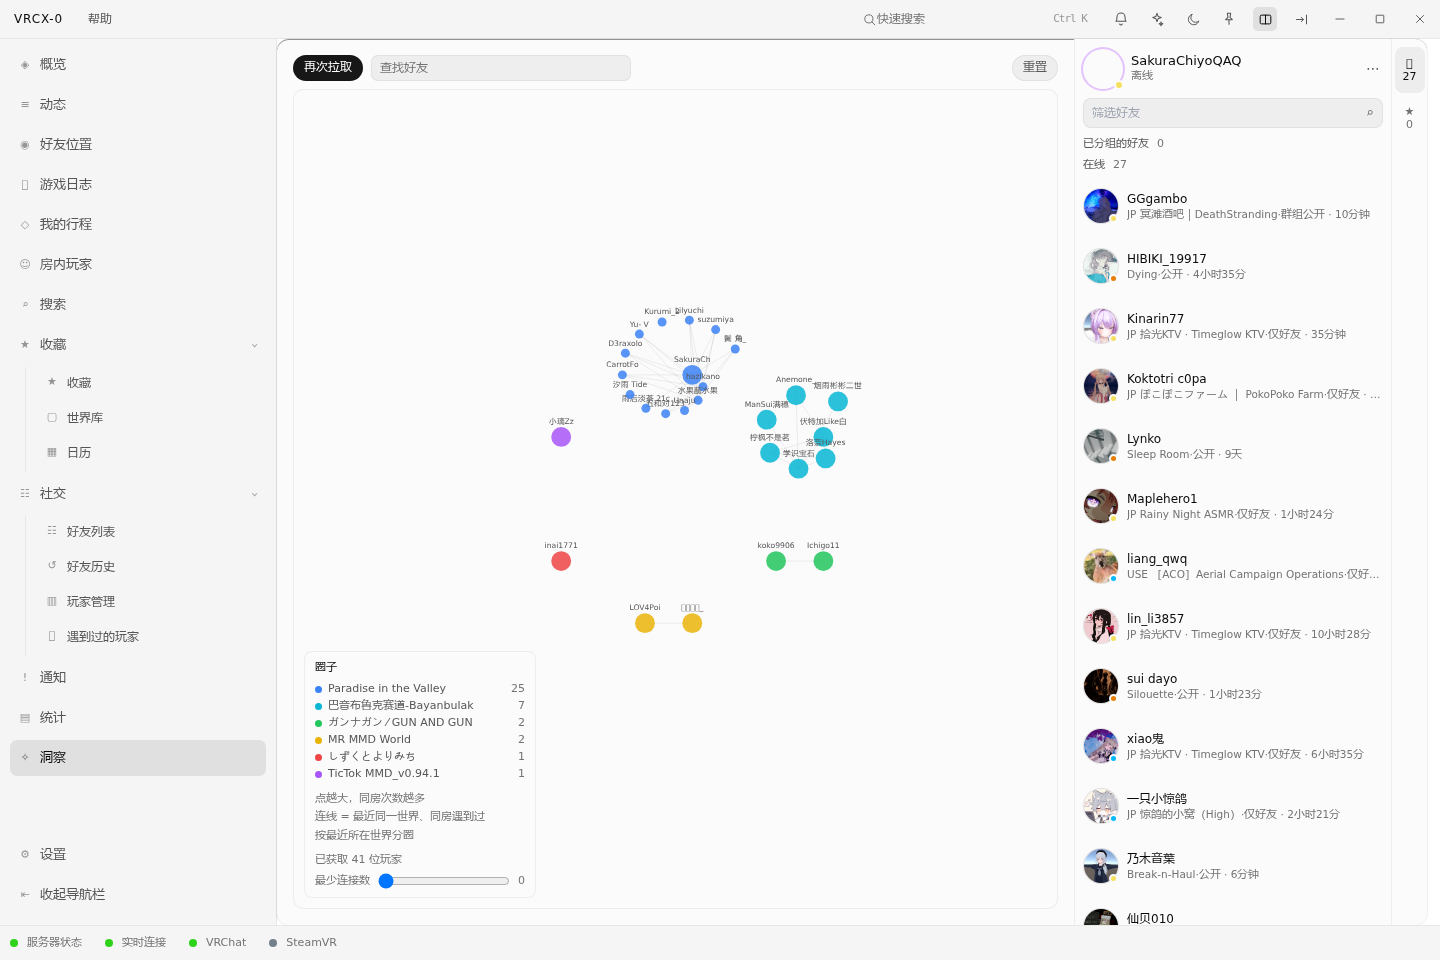 VRCX-0
帮助
快速搜索
Ctrl K
概览
动态
好友位置
游戏日志
我的行程
房内玩家
搜索
收藏
收藏
世界库
日历
社交
好友列表
好友历史
玩家管理
遇到过的玩家
通知
统计
洞察
设置
收起导航栏
再次拉取
查找好友
重置
suzumiya
Yu- V
D3raxolo
CarrotFo
SakuraCh
汐雨 Tide
hazikano
小璃Zz
Anemone_
烟雨彬彬二世
ManSui满穗
伏特加Like白
柠枫不是茗
学识宝石
inai1771
koko9906
Ichigo11
LOV4Poi
圈子
Paradise in the Valley 25
巴音布鲁克赛道-Bayanbulak 7
ガンナガン/GUN AND GUN 2
MR MMD World 2
しずくとよりみち 1
TicTok MMD_v0.94.1 1
点越大，同房次数越多
连线 = 最近同一世界、同房遇到过
按最近所在世界分圈
已获取 41 位玩家
最少连接数 0
SakuraChiyoQAQ
离线
筛选好友
已分组的好友 0
在线 27
27
★
0
GGgambo
JP 冥滩酒吧 | DeathStranding·群组公开 · 10分钟
HIBIKI_19917
Dying·公开 · 4小时35分
Kinarin77
JP 拾光KTV · Timeglow KTV·仅好友 · 35分钟
Koktotri c0pa
JP ぽこぽこファーム ｜ PokoPoko Farm·仅好友 · ...
Lynko
Sleep Room·公开 · 9天
Maplehero1
JP Rainy Night ASMR·仅好友 · 1小时24分
liang_qwq
USE ［ACO］Aerial Campaign Operations·仅好...
lin_li3857
JP 拾光KTV · Timeglow KTV·仅好友 · 10小时28分
sui dayo
Silouette·公开 · 1小时23分
xiao鬼
JP 拾光KTV · Timeglow KTV·仅好友 · 6小时35分
一只小惊鸽
JP 惊鸽的小窝（High）·仅好友 · 2小时21分
乃木音葉
Break-n-Haul·公开 · 6分钟
仙贝010
服务器状态
实时连接
VRChat
SteamVR